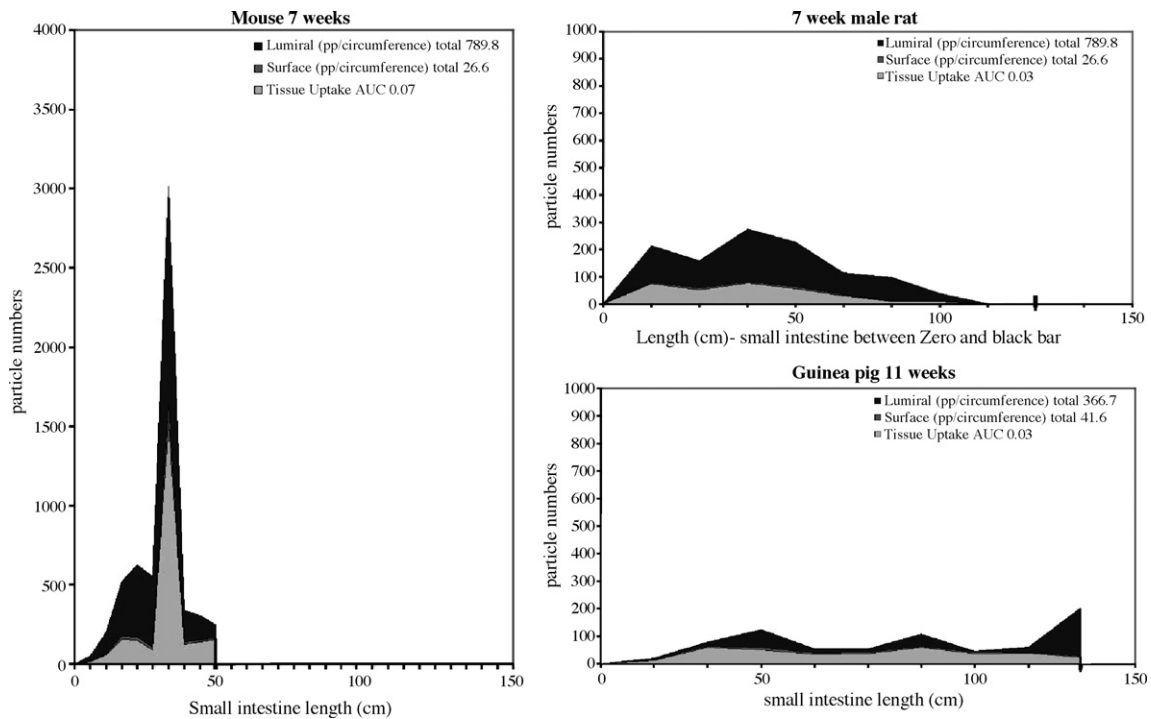 Mouse 7 weeks
4000
3500
3000
2500
2000
1500
1000
500
0
particle numbers
Lumiral (pp/circumference) total 789.8
Surface (pp/circumference) total 26.6
Tissue Uptake AUC 0.07
0 50 100 150
Small intestine length (cm)
7 week male rat
1000
900
800
700
600
500
400
300
200
100
0
particle numbers
Lumiral (pp/circumference) total 789.8
Surface (pp/circumference) total 26.6
Tissue Uptake AUC 0.03
0 50 100 150
Length (cm)- small intestine between Zero and black bar
Guinea pig 11 weeks
1000
900
800
700
600
500
400
300
200
100
0
particle numbers
Lumiral (pp/circumference) total 366.7
Surface (pp/circumference) total 41.6
Tissue Uptake AUC 0.03
0 50 100 150
small intestine length (cm)